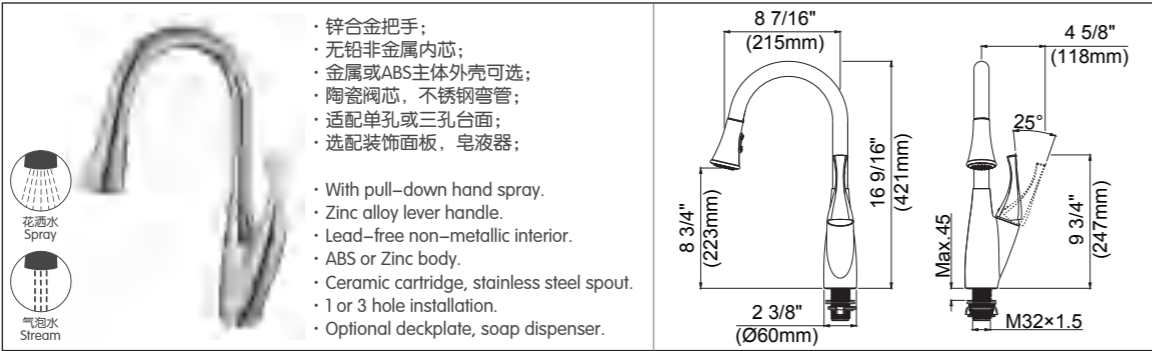 · 锌合金把手；
· 无铅非金属内芯；
· 金属或ABS主体外壳可选；
· 陶瓷阀芯，不锈钢弯管；
· 适配单孔或三孔台面；
· 选配装饰面板，皂液器；
花洒水
Spray
气泡水
Stream
· With pull–down hand spray.
· Zinc alloy lever handle.
· Lead–free non–metallic interior.
· ABS or Zinc body.
· Ceramic cartridge, stainless steel spout.
· 1 or 3 hole installation.
· Optional deckplate, soap dispenser.
8 7/16"
(215mm)
16 9/16"
(421mm)
8 3/4"
(223mm)
2 3/8"
(Ø60mm)
4 5/8"
(118mm)
25°
9 3/4"
(247mm)
Max.45
M32×1.5